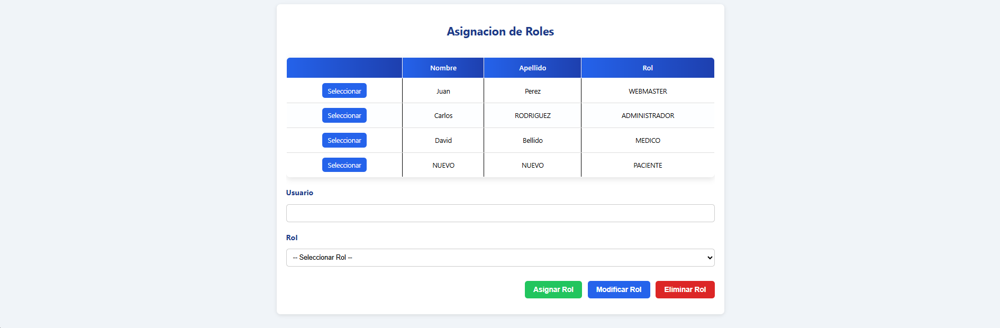 Asignacion de Roles
Nombre Apellido Rol
Seleccionar Juan Perez WEBMASTER
Seleccionar Carlos RODRIGUEZ ADMINISTRADOR
Seleccionar David Bellido MEDICO
Seleccionar NUEVO NUEVO PACIENTE
Usuario
Rol
-- Seleccionar Rol --
Asignar Rol Modificar Rol Eliminar Rol